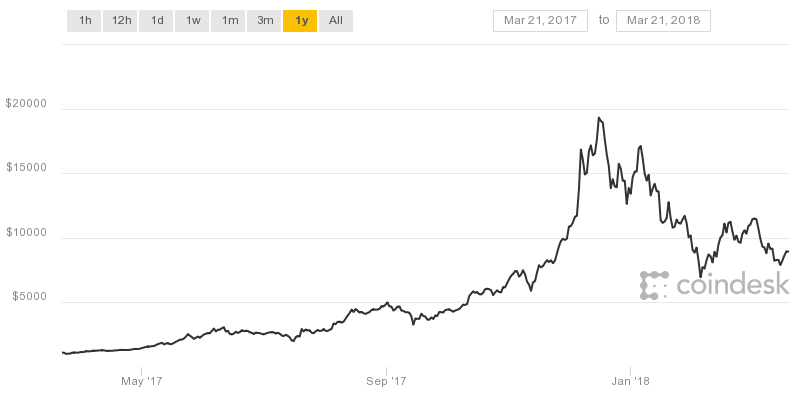 1h 12h 1d 1w 1m 3m 1y All Mar 21, 2017 to Mar 21, 2018
$20000
$15000
$10000
$5000
coindesk
May '17 Sep '17 Jan '18